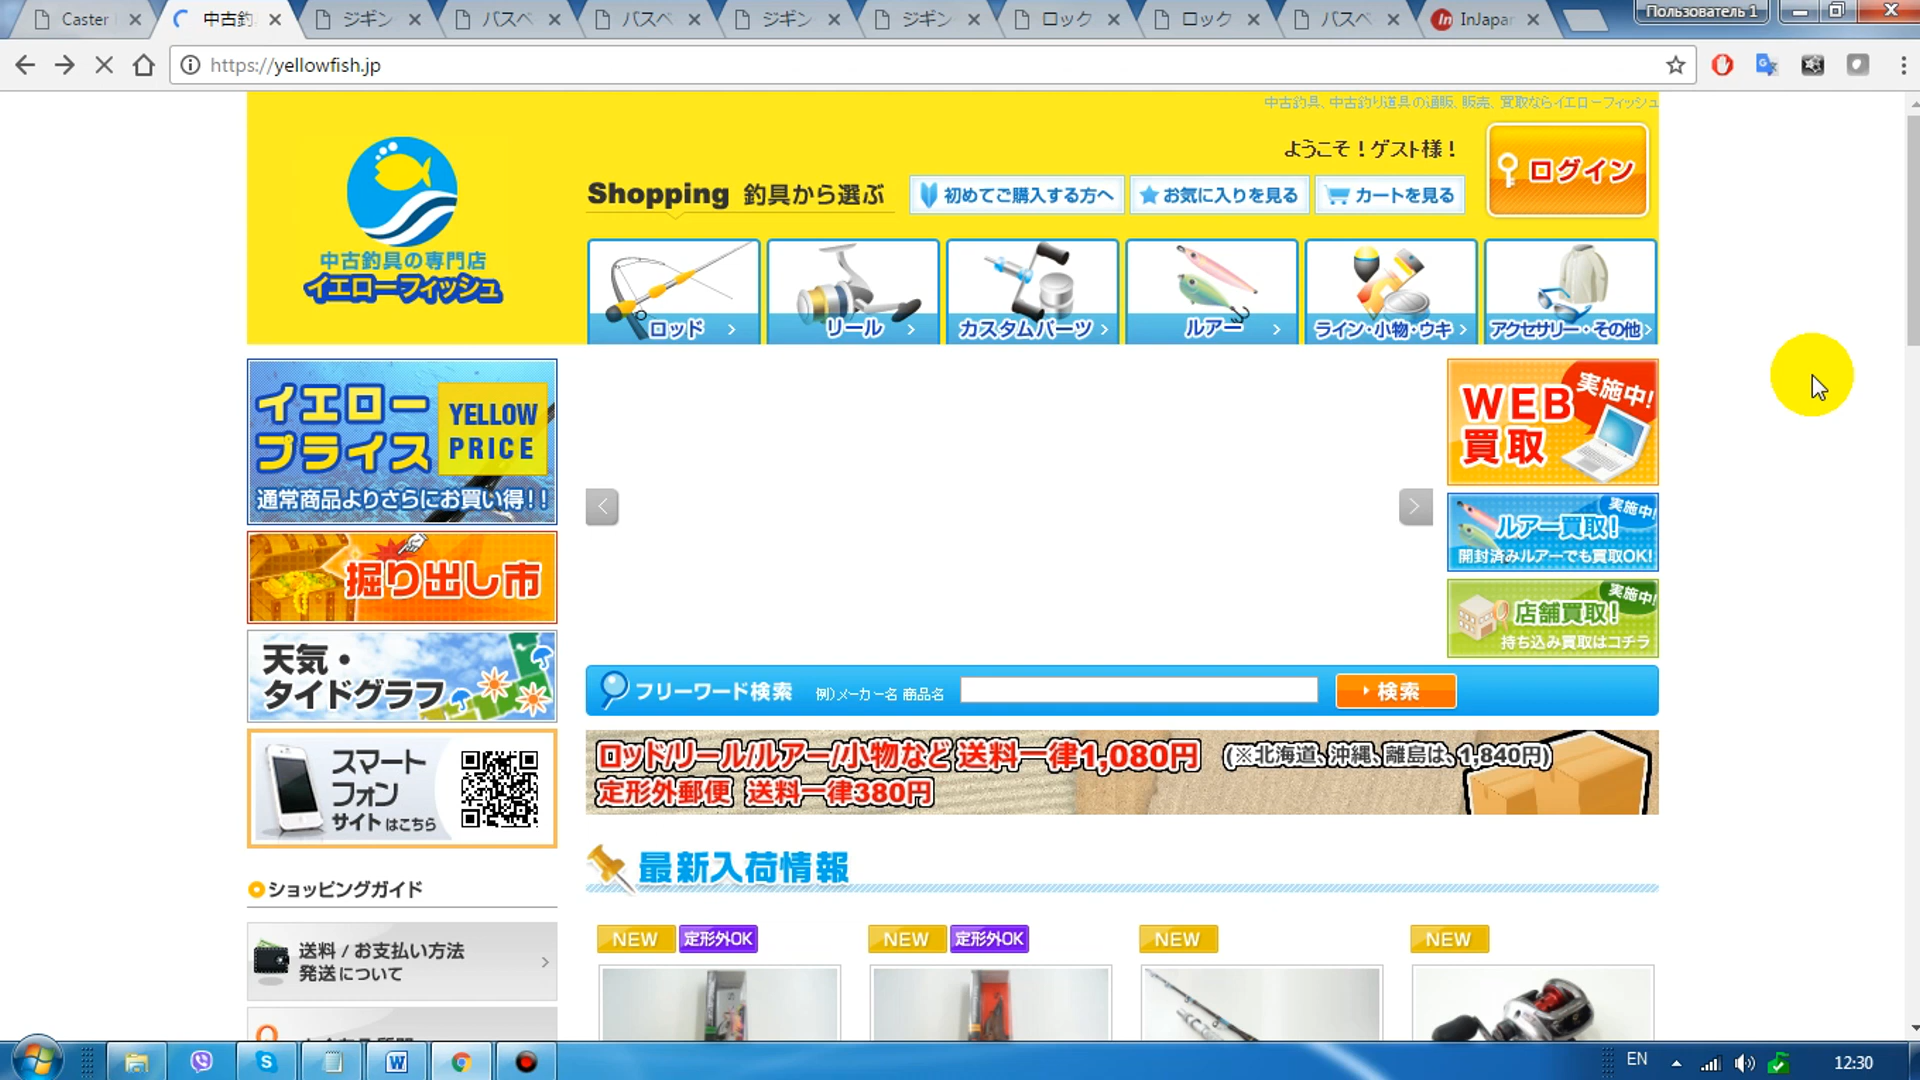 Caster
中古釣
ジギン
バスベ
バスベ
ジギン
ジギン
ロック
ロック
バスベ
InJapan
Пользователь 1
https://yellowfish.jp
中古釣具、中古釣り道具の通販、販売、買取ならイエローフィッシュ
ようこそ！ゲスト様！
ログイン
Shopping 釣具から選ぶ
初めてご購入する方へ
お気に入りを見る
カートを見る
中古釣具の専門店
イエローフィッシュ
ロッド
リール
カスタムパーツ
ルアー
ライン・小物・ウキ
アクセサリー・その他
イエロー
プライス
YELLOW
PRICE
通常商品よりさらにお買い得!!
WEB
買取
実施中!
ルアー買取!
実施中!
開封済みルアーでも買取OK!
掘り出し市
店舗買取!
実施中!
持ち込み買取はコチラ
天気・
タイドグラフ
フリーワード検索 例)メーカー名 商品名
検索
スマート
フォン
サイトはこちら
ロッド/リール/ルアー/小物など 送料一律1,080円 (※北海道、沖縄、離島は、1,840円)
定形外郵便 送料一律380円
最新入荷情報
ショッピングガイド
送料 / お支払い方法
発送について
NEW 定形外OK
NEW 定形外OK
NEW
NEW
EN
12:30